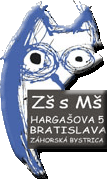 ZŠ s MŠ
HARGAŠOVA 5
BRATISLAVA
ZÁHORSKÁ BYSTRICA